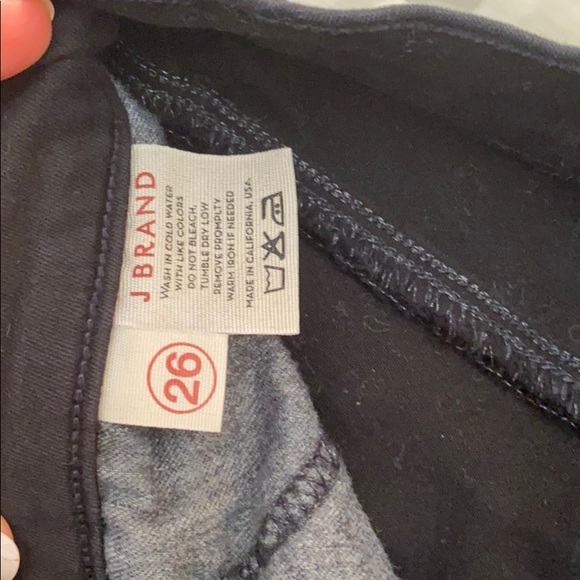 J BRAND
WASH IN COLD WATER
WITH LIKE COLORS
DO NOT BLEACH.
TUMBLE DRY LOW
REMOVE PROMPTLY
WARM IRON IF NEEDED
MADE IN CALIFORNIA, USA.
26